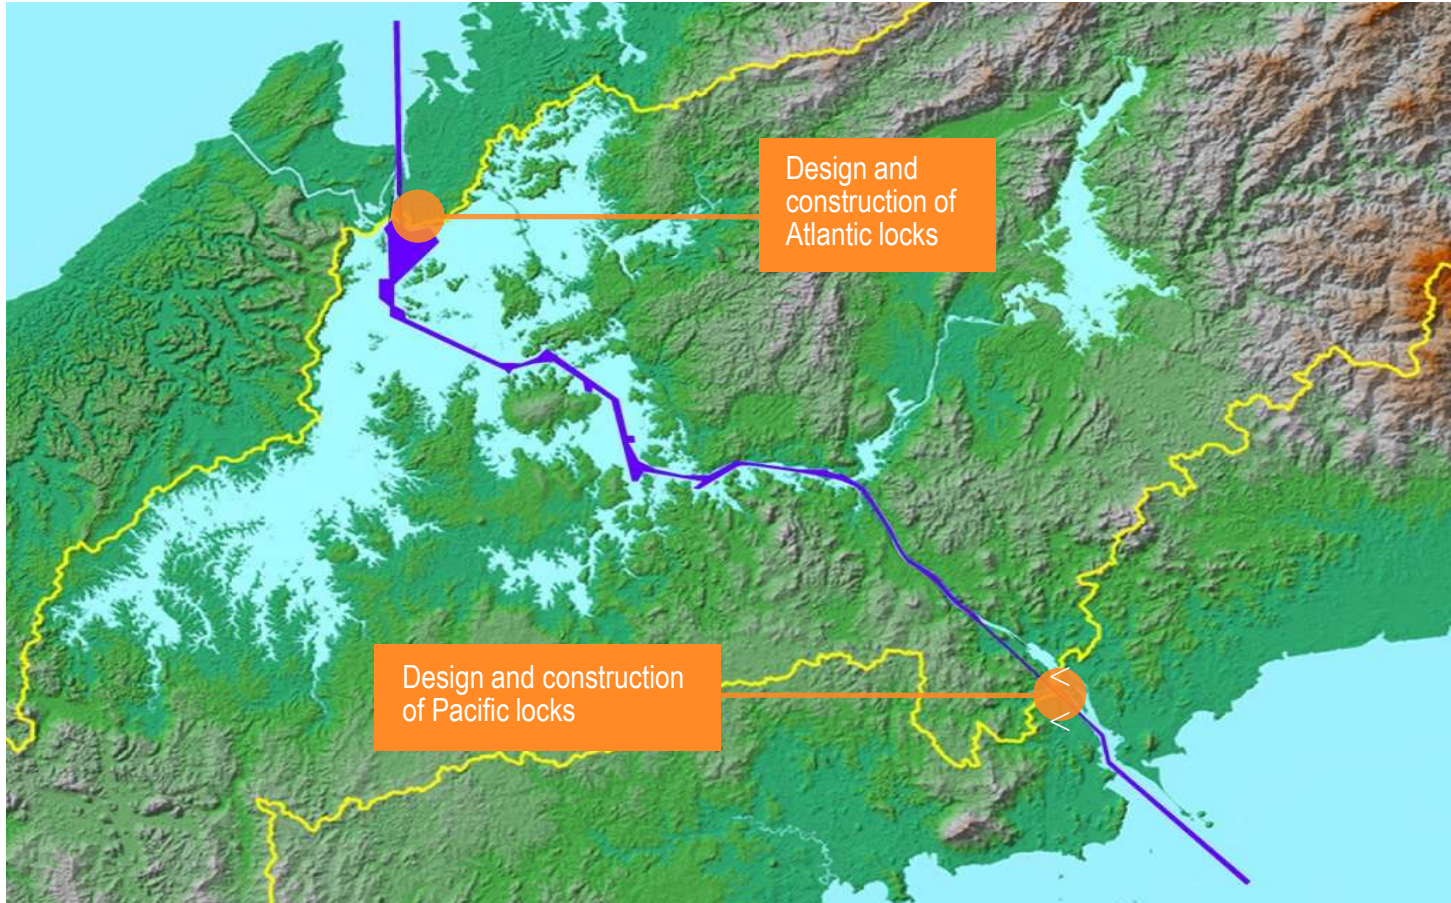 Design and
construction of
Atlantic locks
Design and construction
of Pacific locks
<
<